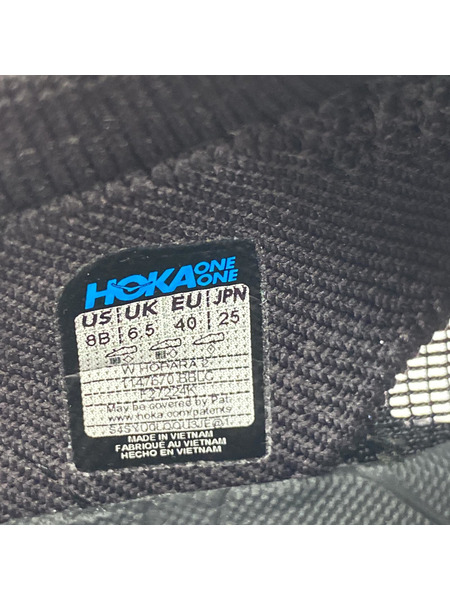 HOKA ONE ONE
US UK EU JPN
8B 6.5 40 25
W HOPARA
May be covered by Pat:
www.hoka.com/patents
MADE IN VIETNAM
FABRIQUÉ AU VIETNAM
HECHO EN VIETNAM